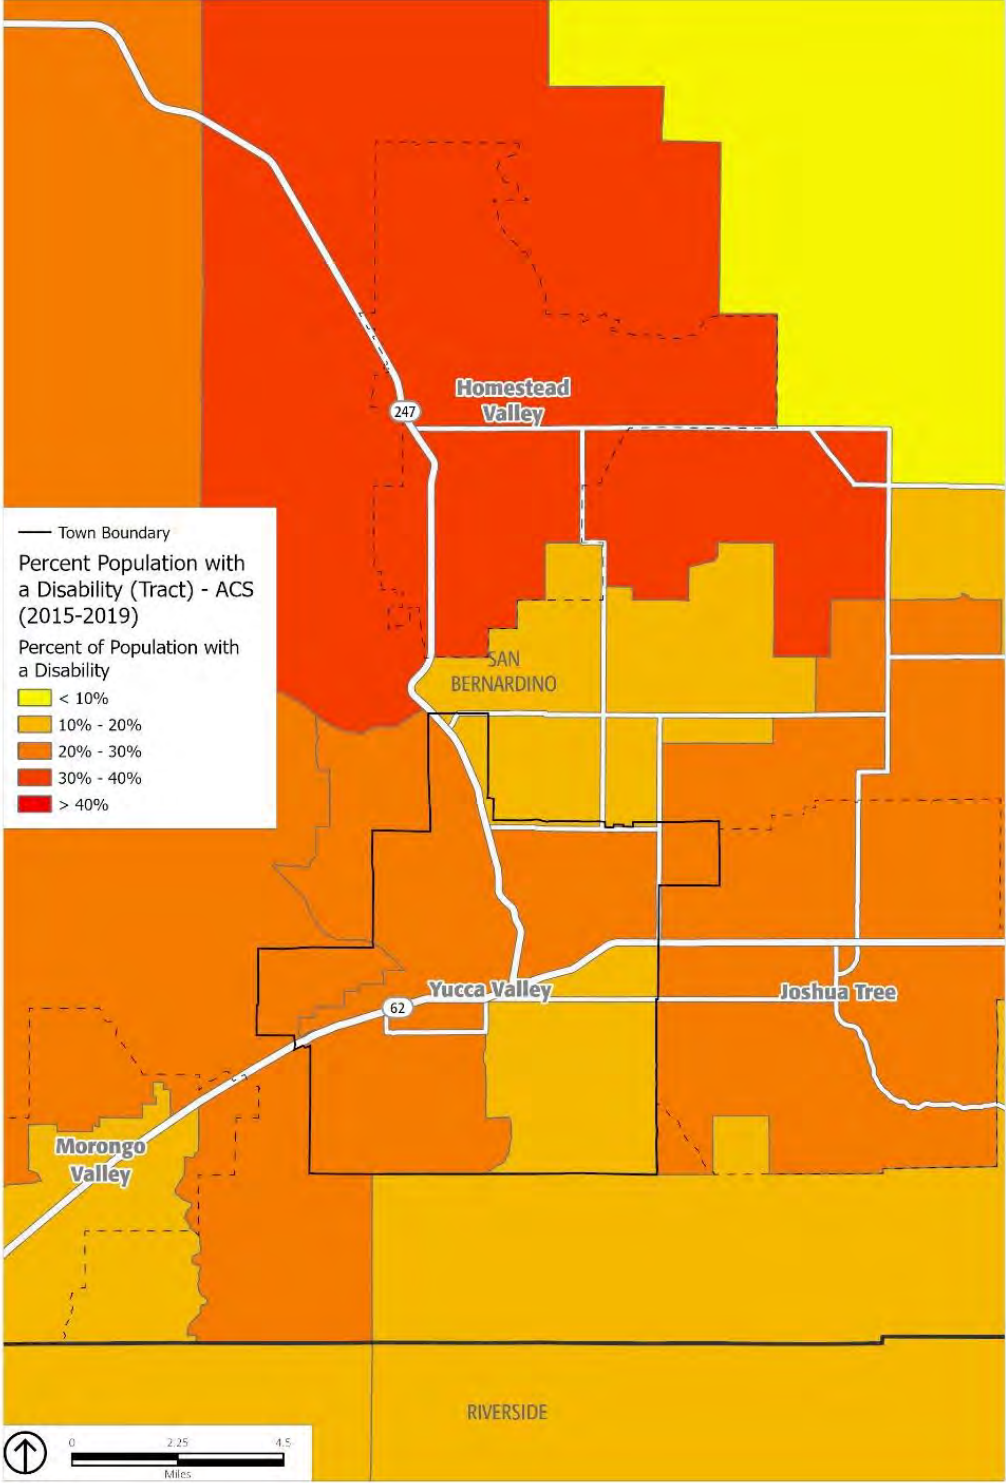 Homestead
Valley
247
Town Boundary
Percent Population with
a Disability (Tract) - ACS
(2015-2019)
Percent of Population with
a Disability
< 10%
10% - 20%
20% - 30%
30% - 40%
> 40%
SAN
BERNARDINO
Yucca Valley
Joshua Tree
62
Morongo
Valley
RIVERSIDE
0 2.25 4.5
Miles